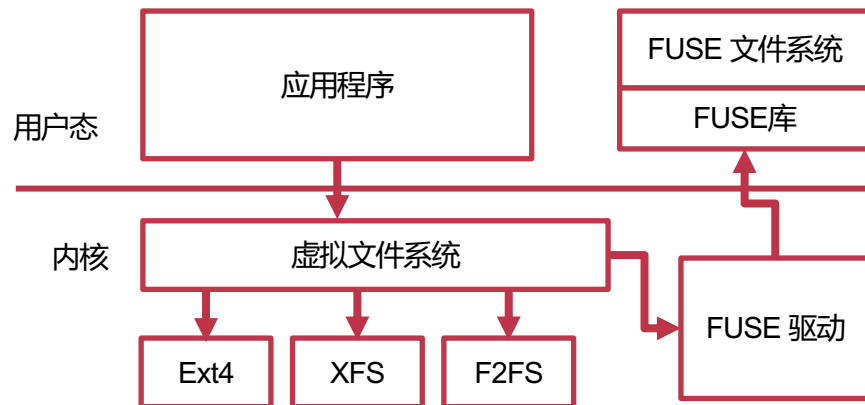 应用程序
FUSE 文件系统
FUSE库
用户态
内核
虚拟文件系统
FUSE 驱动
Ext4
XFS
F2FS